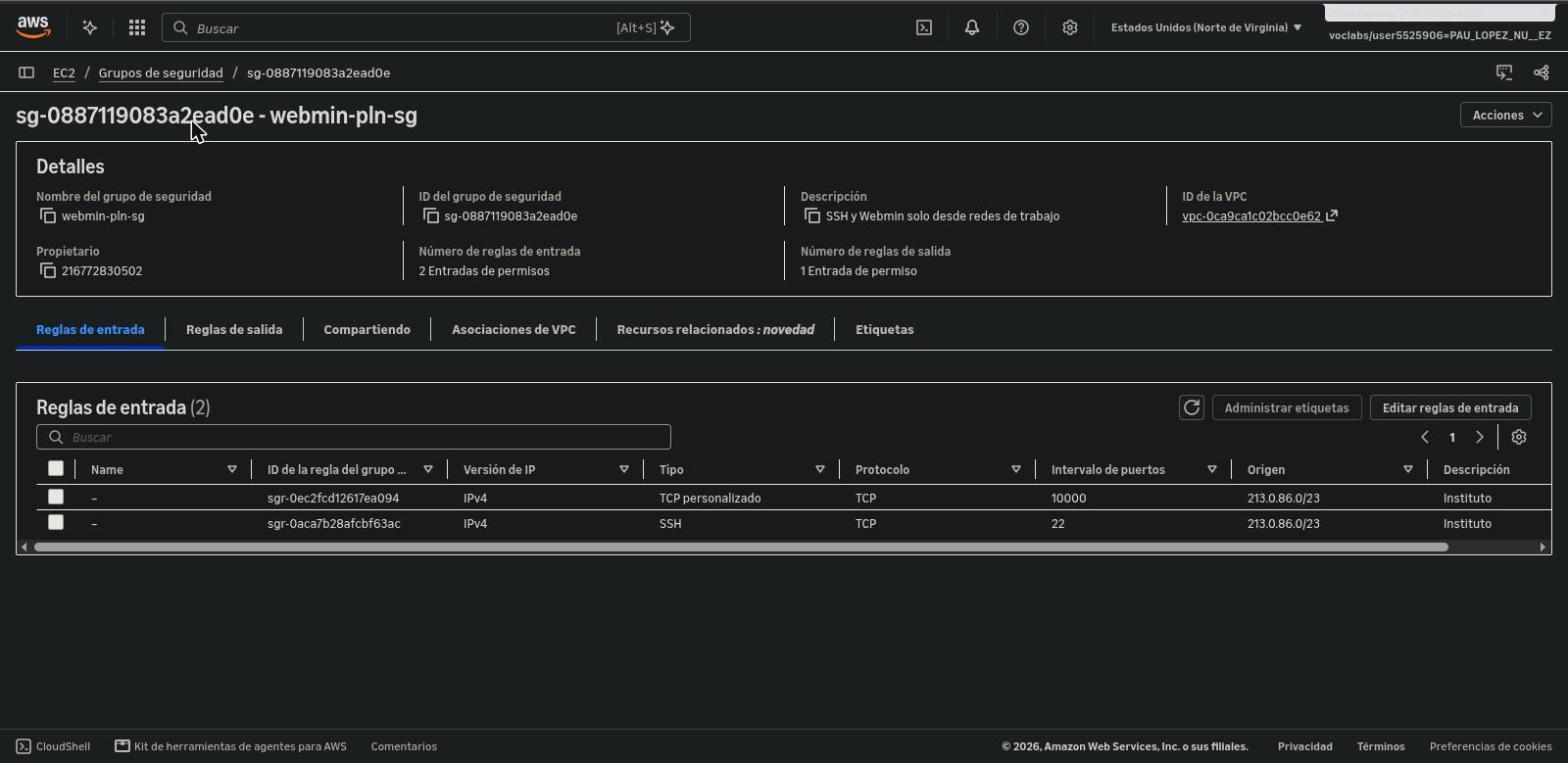 aws Buscar [Alt+S] Estados Unidos (Norte de Virginia)
voclabs/user5525906=PAU_LOPEZ_NU__EZ
EC2 / Grupos de seguridad / sg-0887119083a2ead0e
sg-0887119083a2ead0e - webmin-pln-sg Acciones
Detalles
Nombre del grupo de seguridad ID del grupo de seguridad Descripción ID de la VPC
webmin-pln-sg sg-0887119083a2ead0e SSH y Webmin solo desde redes de trabajo vpc-0ca9ca1c02bcc0e62
Propietario Número de reglas de entrada Número de reglas de salida
216772830502 2 Entradas de permisos 1 Entrada de permiso
Reglas de entrada Reglas de salida Compartiendo Asociaciones de VPC Recursos relacionados : novedad Etiquetas
Reglas de entrada (2) Administrar etiquetas Editar reglas de entrada
Buscar 1
Name ID de la regla del grupo ... Versión de IP Tipo Protocolo Intervalo de puertos Origen Descripción
– sgr-0ec2fcd12617ea094 IPv4 TCP personalizado TCP 10000 213.0.86.0/23 Instituto
– sgr-0aca7b28afcbf63ac IPv4 SSH TCP 22 213.0.86.0/23 Instituto
CloudShell Kit de herramientas de agentes para AWS Comentarios © 2026, Amazon Web Services, Inc. o sus filiales. Privacidad Términos Preferencias de cookies